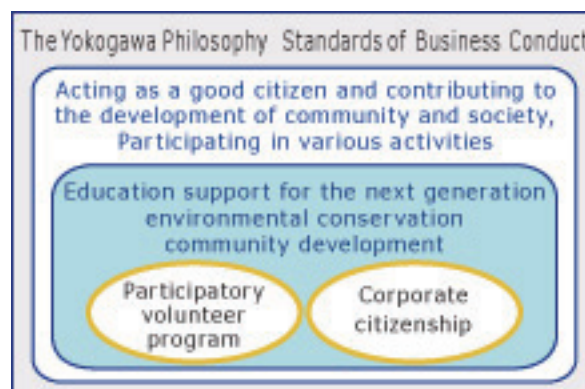 The Yokogawa Philosophy Standards of Business Conduct
Acting as a good citizen and contributing to
the development of community and society,
Participating in various activities
Education support for the next generation
environmental conservation
community development
Participatory
volunteer
program
Corporate
citizenship